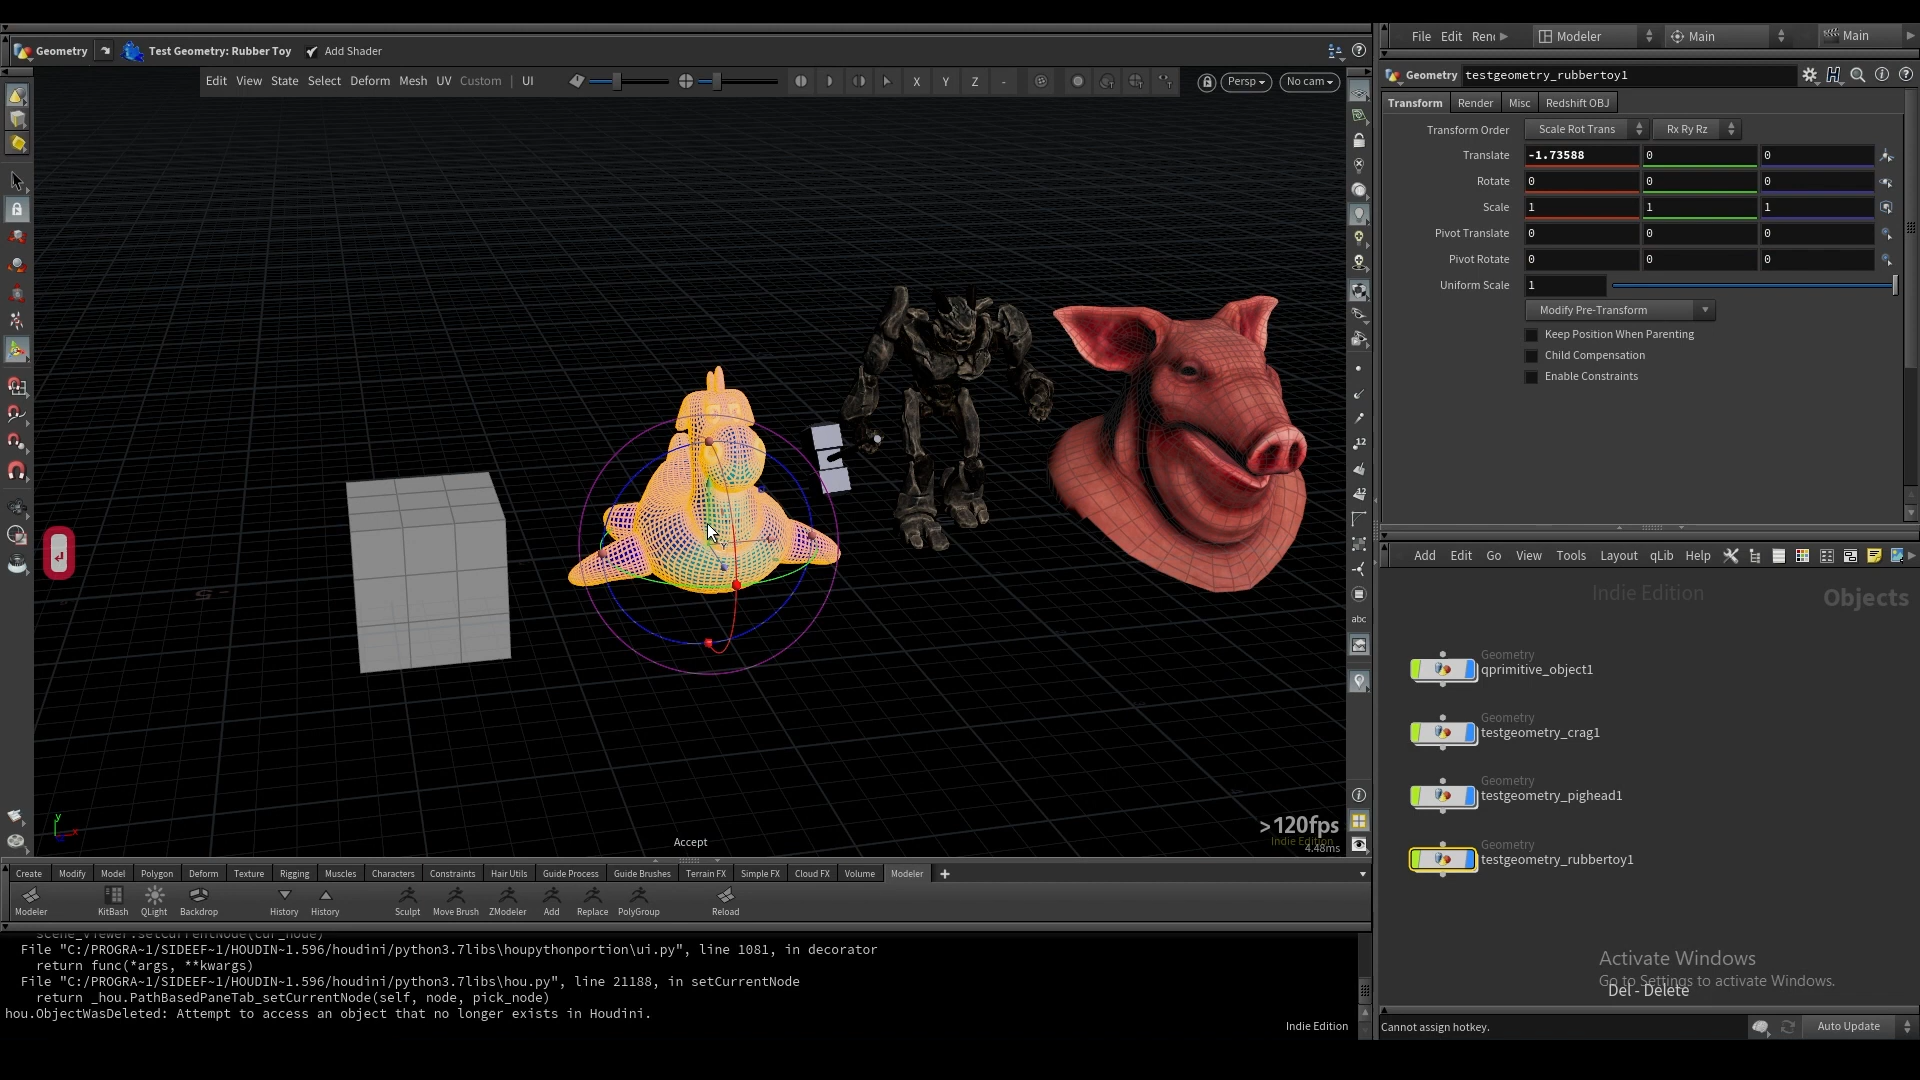 Geometry
Test Geometry: Rubber Toy
Add Shader
Edit View State Select Deform Mesh UV Custom | UI
X Y Z -
Persp
No cam
File Edit
Modeler
Main
Main
Geometry
testgeometry_rubbertoy1
Transform Render Misc Redshift OBJ
Transform Order Scale Rot Trans Rx Ry Rz
Translate -1.73588 0 0
Rotate 0 0 0
Scale 1 1 1
Pivot Translate 0 0 0
Pivot Rotate 0 0 0
Uniform Scale 1
Modify Pre-Transform
Keep Position When Parenting
Child Compensation
Enable Constraints
12
12
abc
Add Edit Go View Tools Layout qLib Help
Indie Edition
Objects
Geometry
qprimitive_object1
Geometry
testgeometry_crag1
Geometry
testgeometry_pighead1
Geometry
testgeometry_rubbertoy1
y
x
>120fps
Indie Edition
4.48ms
Accept
Create Modify Model Polygon Deform Texture Rigging Muscles Characters Constraints Hair Utils Guide Process Guide Brushes Terrain FX Simple FX Cloud FX Volume Modeler
Modeler KitBash QLight Backdrop History History Sculpt Move Brush ZModeler Add Replace PolyGroup Reload
scene_viewer.setCurrentNode(cur_node)
File "C:/PROGRA~1/SIDEEF~1/HOUDIN~1.596/houdini/python3.7libs\houpythonportion\ui.py", line 1081, in decorator
return func(*args, **kwargs)
File "C:/PROGRA~1/SIDEEF~1/HOUDIN~1.596/houdini/python3.7libs\hou.py", line 21188, in setCurrentNode
return _hou.PathBasedPaneTab_setCurrentNode(self, node, pick_node)
hou.ObjectWasDeleted: Attempt to access an object that no longer exists in Houdini.
Indie Edition
Activate Windows
Go to Settings to activate Windows.
Del - Delete
Cannot assign hotkey.
Auto Update